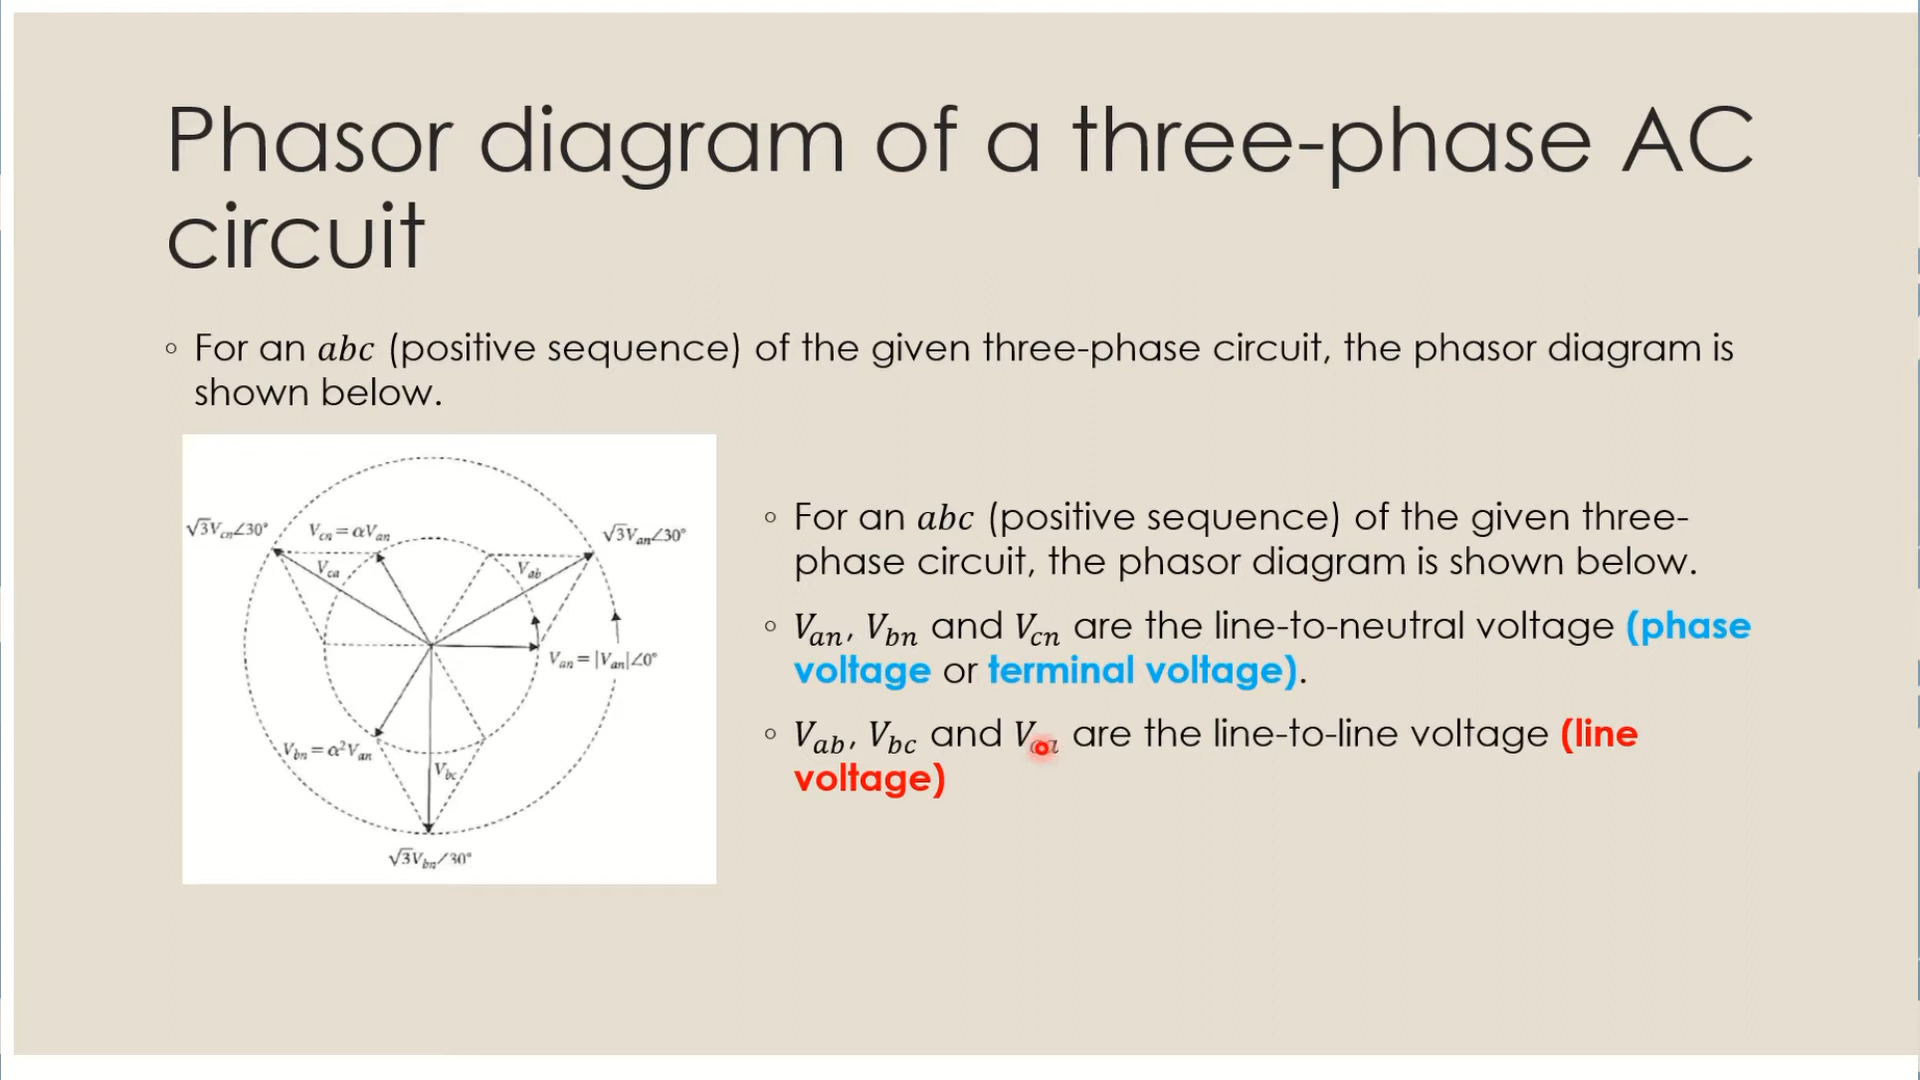 Phasor diagram of a three-phase AC
circuit
◦ For an abc (positive sequence) of the given three-phase circuit, the phasor diagram is
shown below.
√3V_cn∠30°
V_cn = αV_an
√3V_an∠30°
V_ca
V_ab
V_an = |V_an|∠0°
V_bn = α²V_an
V_bc
√3V_bn∠30°
◦ For an abc (positive sequence) of the given three-
phase circuit, the phasor diagram is shown below.
◦ V_an, V_bn and V_cn are the line-to-neutral voltage (phase
voltage or terminal voltage).
◦ V_ab, V_bc and V_ca are the line-to-line voltage (line
voltage)